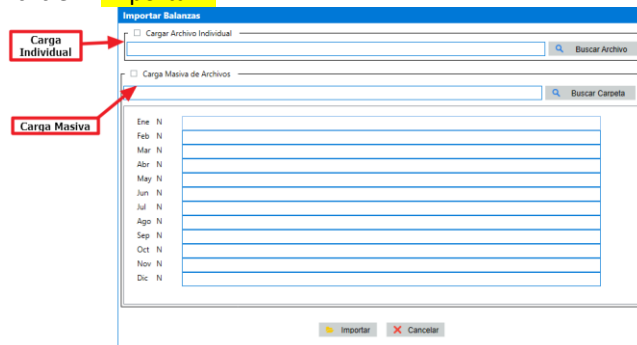 Importar Balanzas
Cargar Archivo Individual
Carga
Individual
Buscar Archivo
Carga Masiva de Archivos
Buscar Carpeta
Carga Masiva
Ene N
Feb N
Mar N
Abr N
May N
Jun N
Jul N
Ago N
Sep N
Oct N
Nov N
Dic N
Importar Cancelar